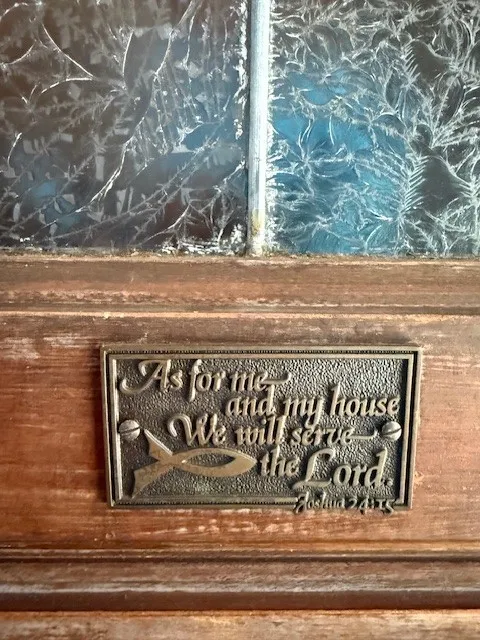 As for me
and my house
We will serve
the Lord.
Joshua 24:15